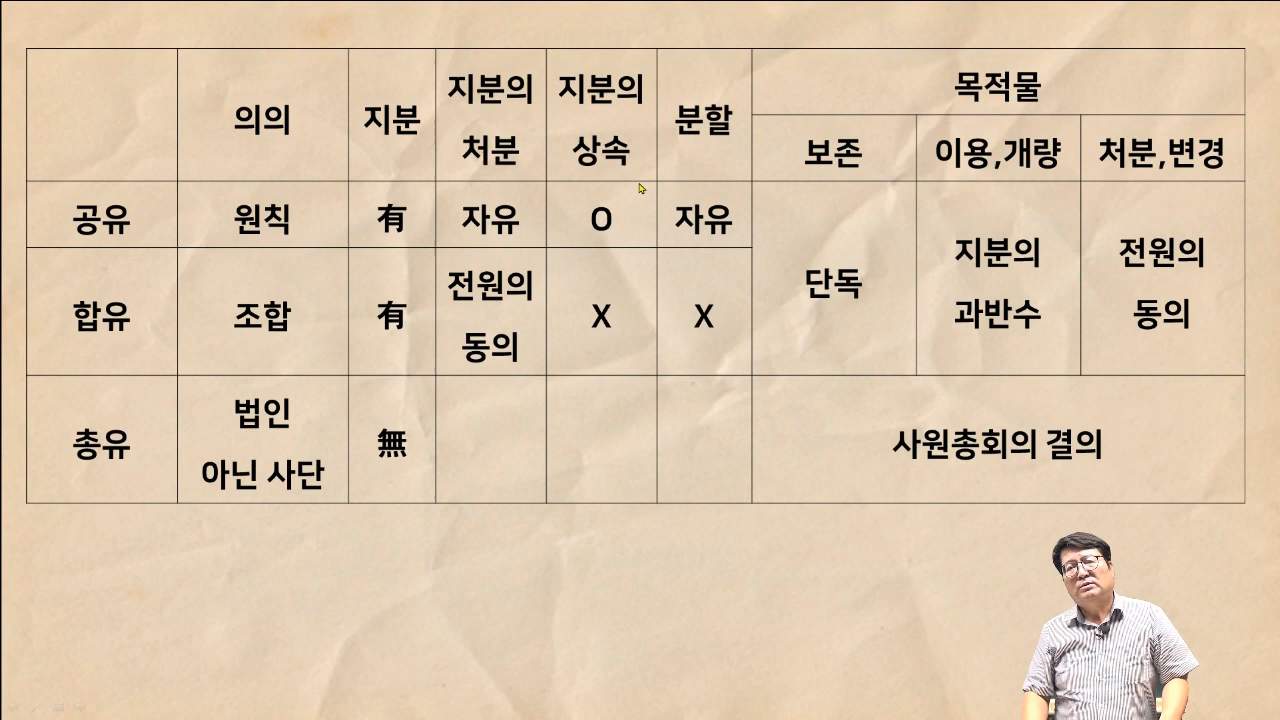 의의
지분
지분의
처분
지분의
상속
분할
목적물
보존
이용,개량
처분,변경
공유
원칙
有
자유
O
자유
단독
지분의
과반수
전원의
동의
합유
조합
有
전원의
동의
X
X
총유
법인
아닌 사단
無
사원총회의 결의